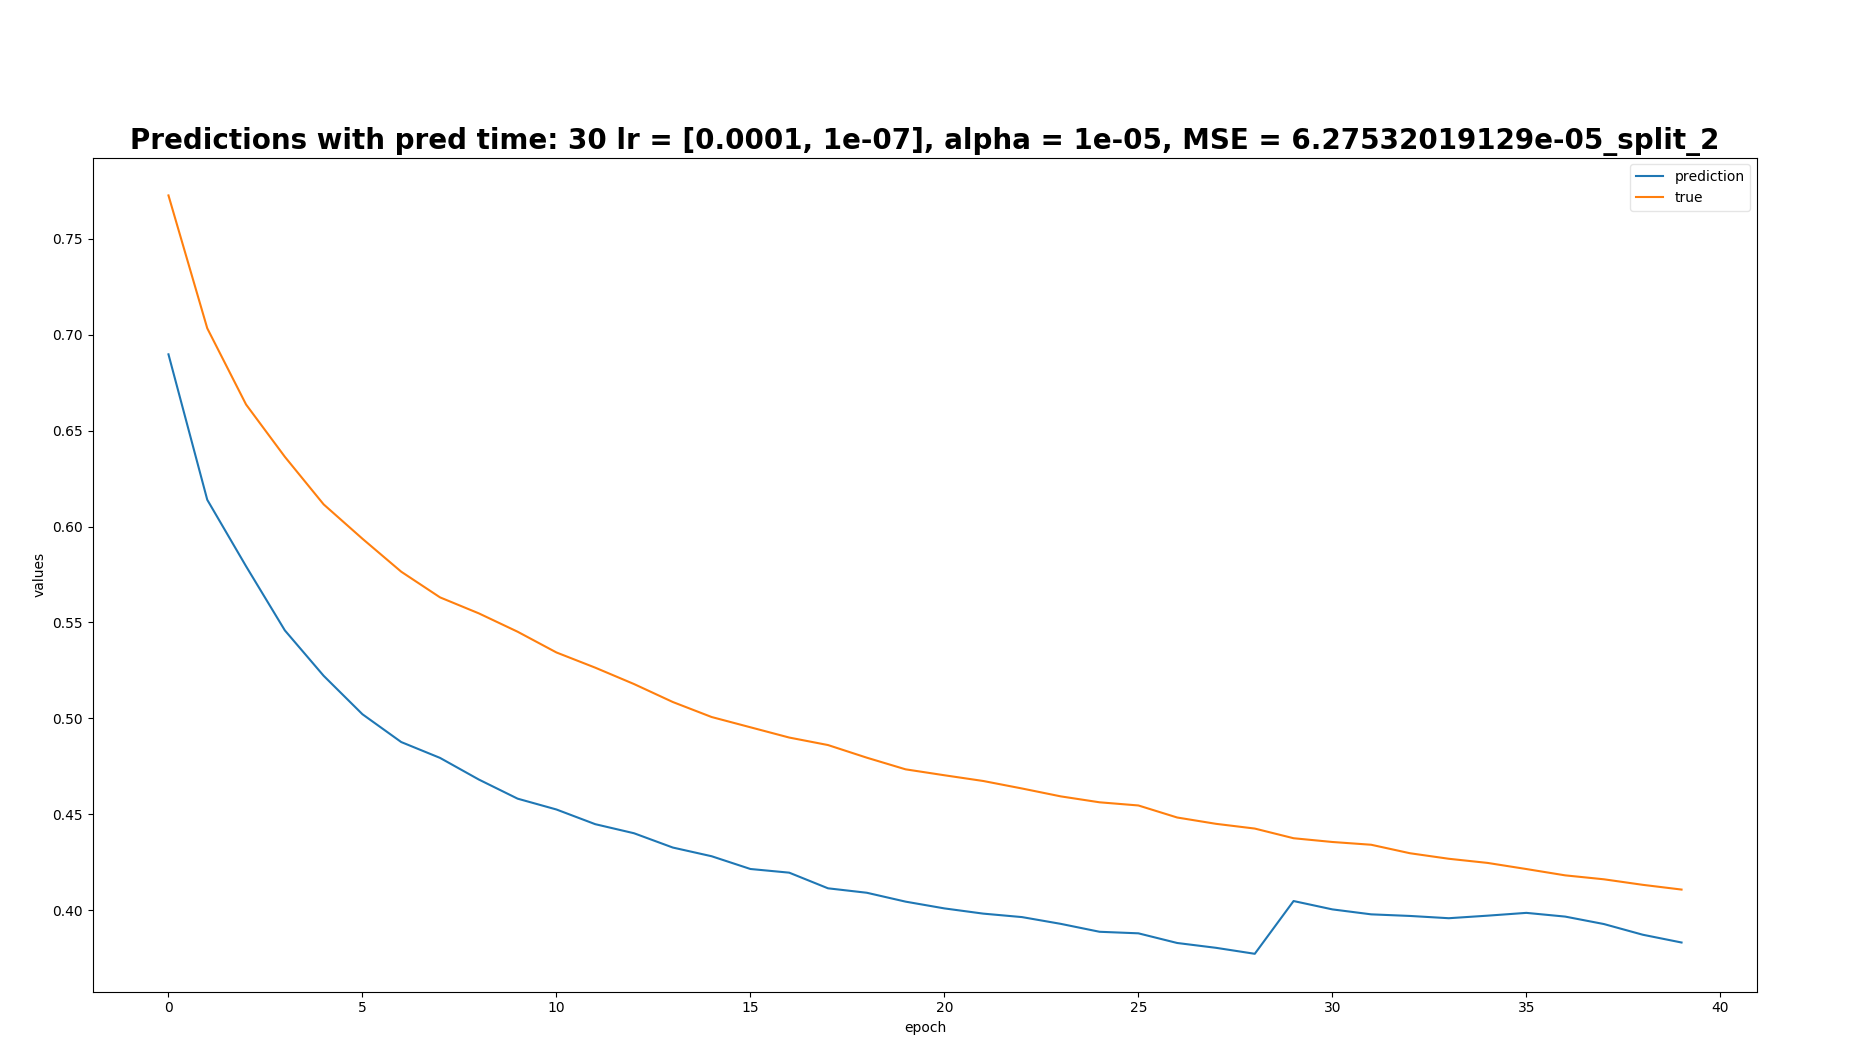 Predictions with pred time: 30 lr = [0.0001, 1e-07], alpha = 1e-05, MSE = 6.27532019129e-05_split_2
prediction
true
0.75
0.70
0.65
0.60
0.55
0.50
0.45
0.40
values
0 5 10 15 20 25 30 35 40
epoch